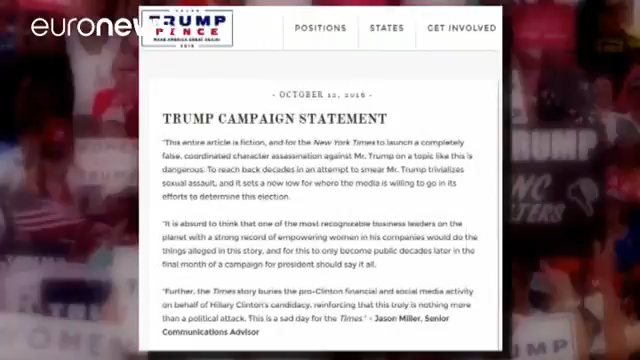 euronews
TRUMP
PENCE
MAKE AMERICA GREAT AGAIN!
2016
POSITIONS
STATES
GET INVOLVED
- OCTOBER 12, 2016 -
TRUMP CAMPAIGN STATEMENT
"This entire article is fiction, and for the New York Times to launch a completely
false, coordinated character assassination against Mr. Trump on a topic like this is
dangerous. To reach back decades in an attempt to smear Mr. Trump trivializes
sexual assault, and it sets a new low for where the media is willing to go in its
efforts to determine this election.
"It is absurd to think that one of the most recognizable business leaders on the
planet with a strong record of empowering women in his companies would do the
things alleged in this story, and for this to only become public decades later in the
final month of a campaign for president should say it all.
"Further, the Times story buries the pro-Clinton financial and social media activity
on behalf of Hillary Clinton's candidacy, reinforcing that this truly is nothing more
than a political attack. This is a sad day for the Times." - Jason Miller, Senior
Communications Advisor
TRUMP